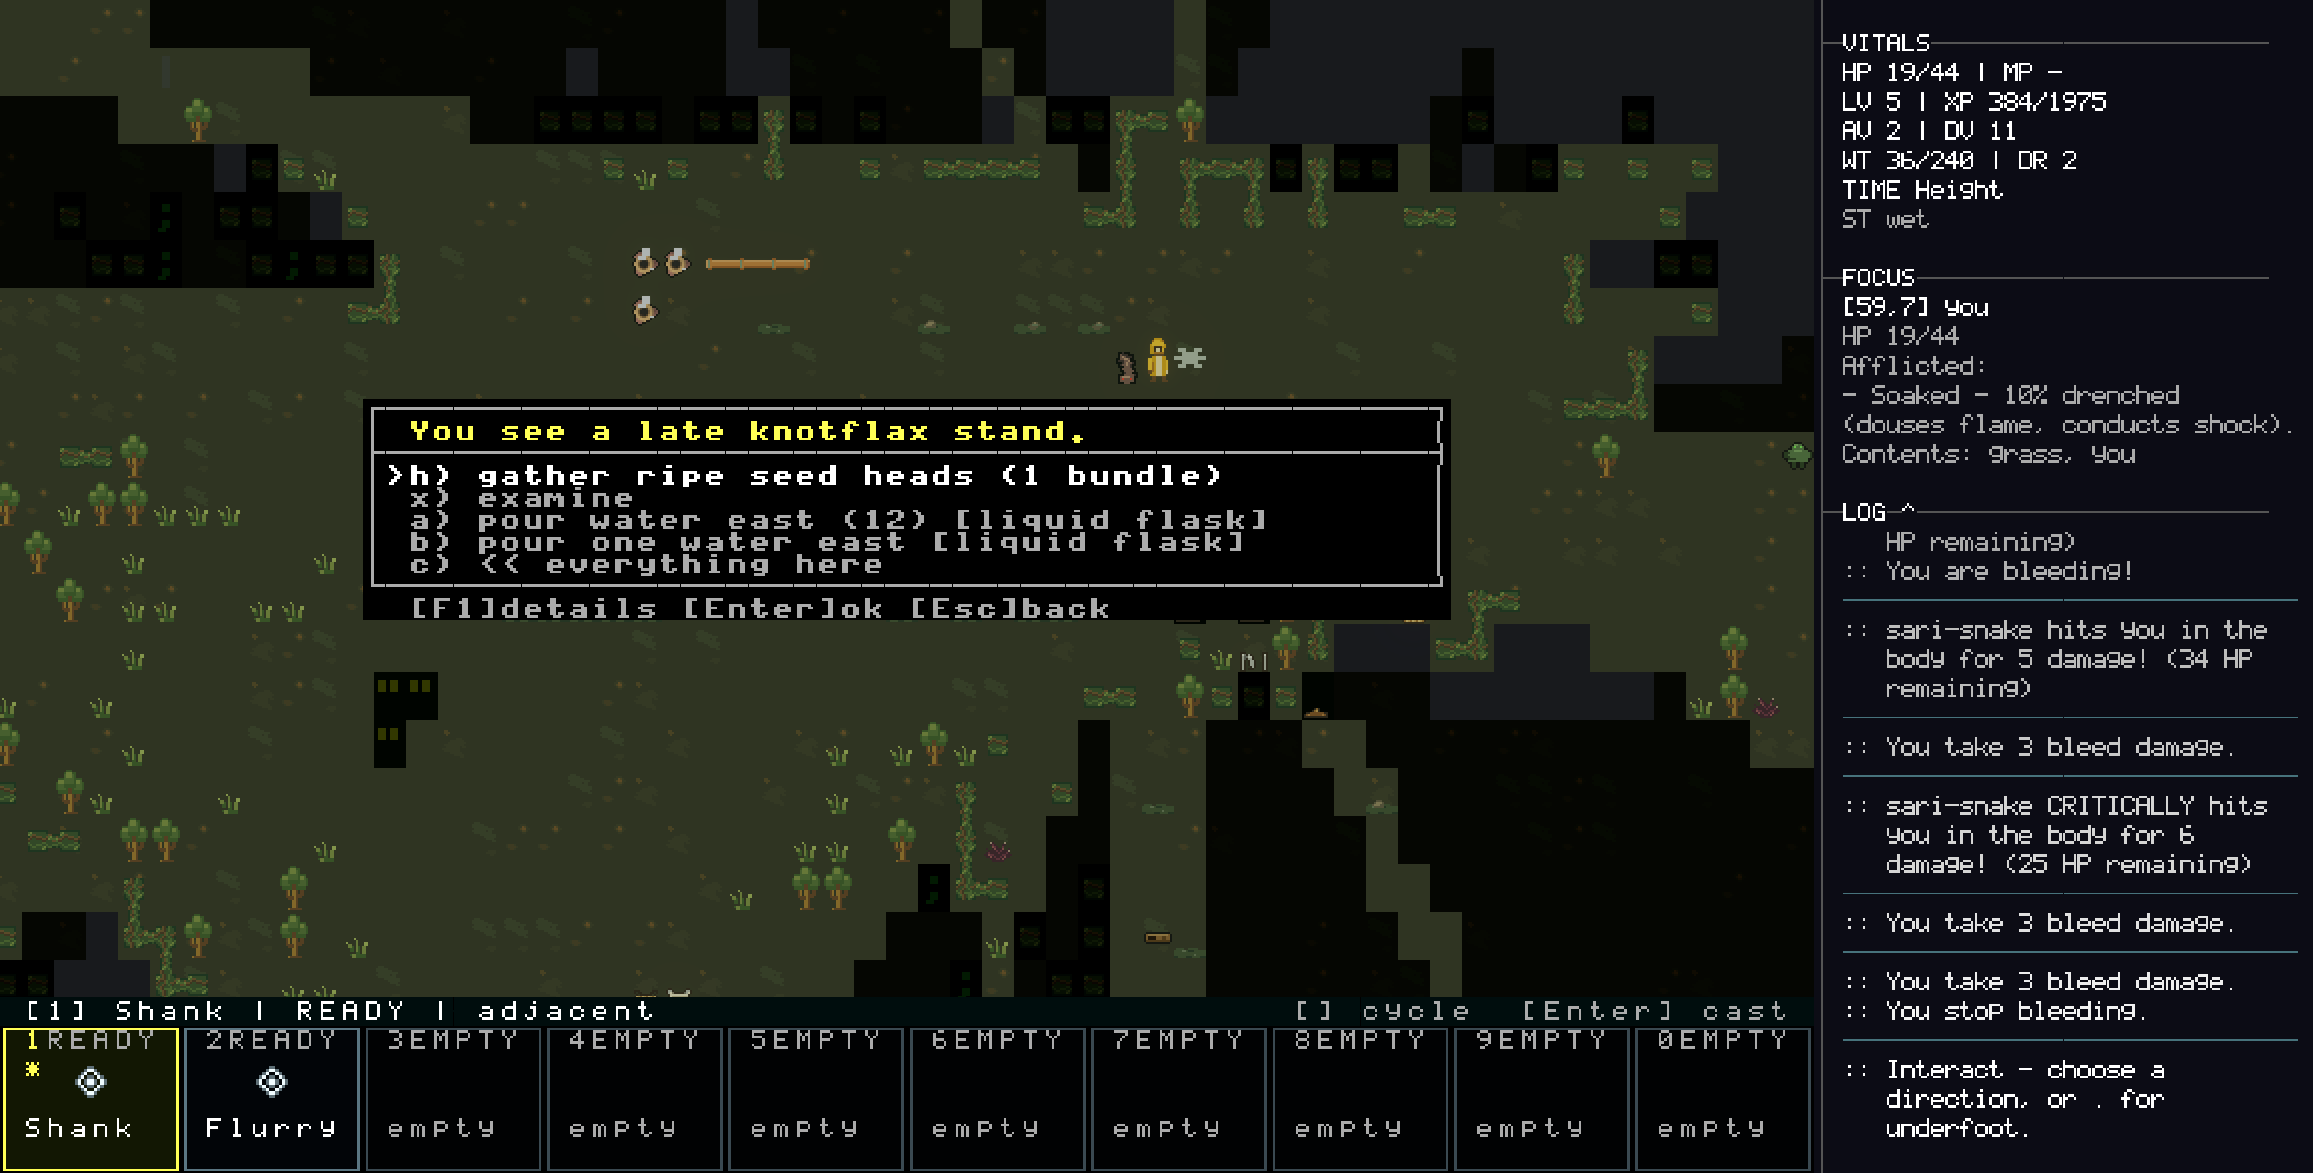 You see a late knotflax stand.
>h) gather ripe seed heads (1 bundle)
x) examine
a) pour water east (12) [liquid flask]
b) pour one water east [liquid flask]
c) << everything here
[F1]details [Enter]ok [Esc]back
[1] Shank | READY | adjacent
[] cycle [Enter] cast
1READY 2READY 3EMPTY 4EMPTY 5EMPTY 6EMPTY 7EMPTY 8EMPTY 9EMPTY 0EMPTY
*
Shank Flurry empty empty empty empty empty empty empty empty
VITALS
HP 19/44 | MP -
LV 5 | XP 384/1975
AV 2 | DV 11
WT 36/240 | DR 2
TIME Height
ST wet
FOCUS
[59,7] you
HP 19/44
Afflicted:
- Soaked - 10% drenched
(douses flame, conducts shock).
Contents: grass, you
LOG ^
HP remaining)
:: You are bleeding!
:: sari-snake hits you in the
body for 5 damage! (34 HP
remaining)
:: You take 3 bleed damage.
:: sari-snake CRITICALLY hits
you in the body for 6
damage! (25 HP remaining)
:: You take 3 bleed damage.
:: You take 3 bleed damage.
:: You stop bleeding.
:: Interact - choose a
direction, or . for
underfoot.